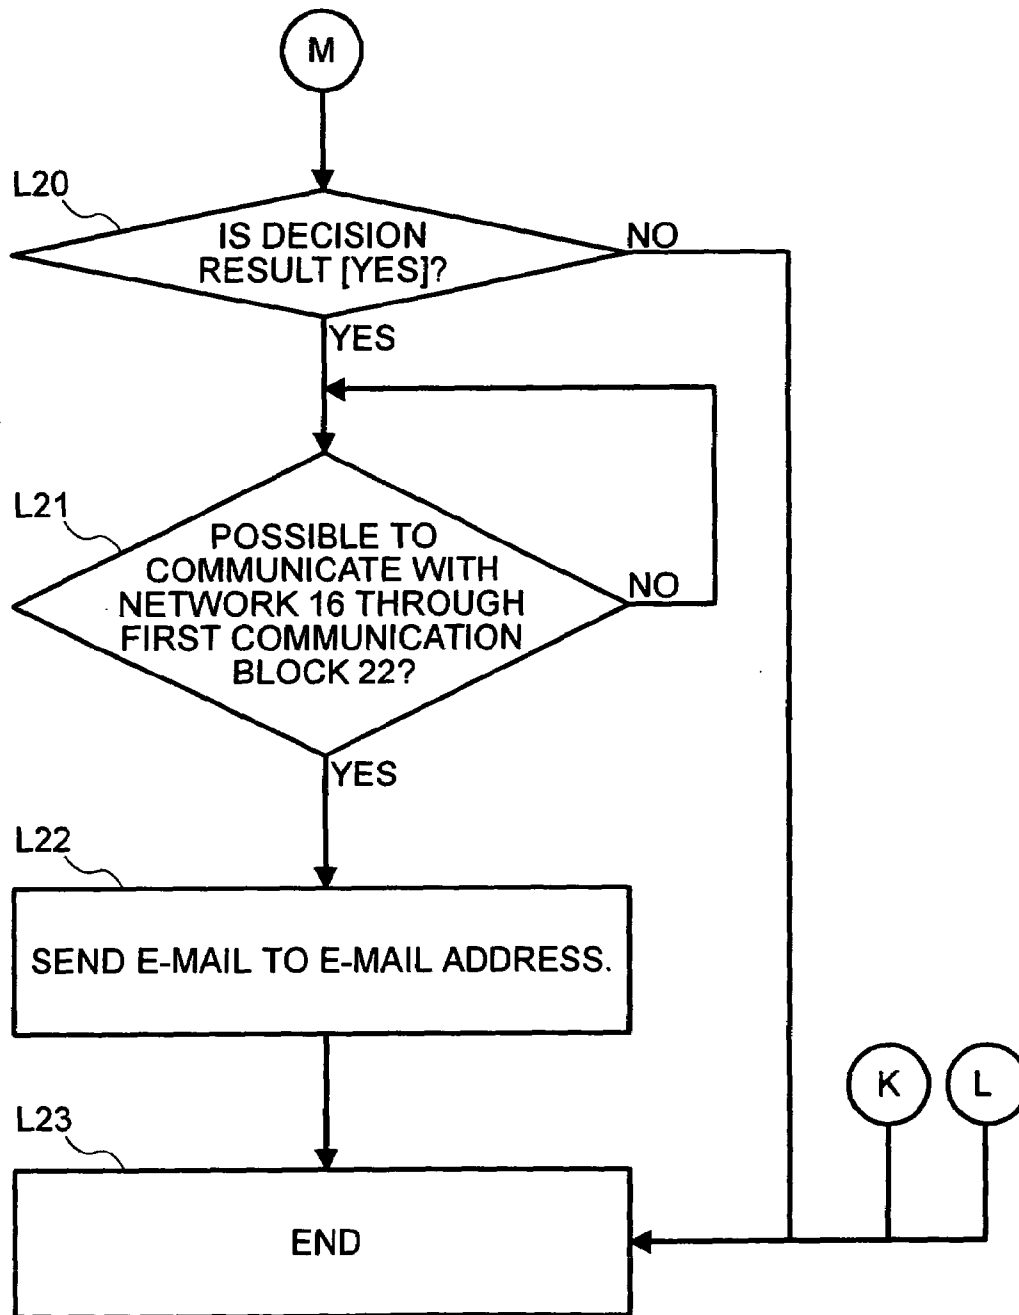 M
L20
IS DECISION
RESULT [YES]?
NO
YES
L21
POSSIBLE TO
COMMUNICATE WITH
NETWORK 16 THROUGH
FIRST COMMUNICATION
BLOCK 22?
NO
YES
L22
SEND E-MAIL TO E-MAIL ADDRESS.
K
L
L23
END